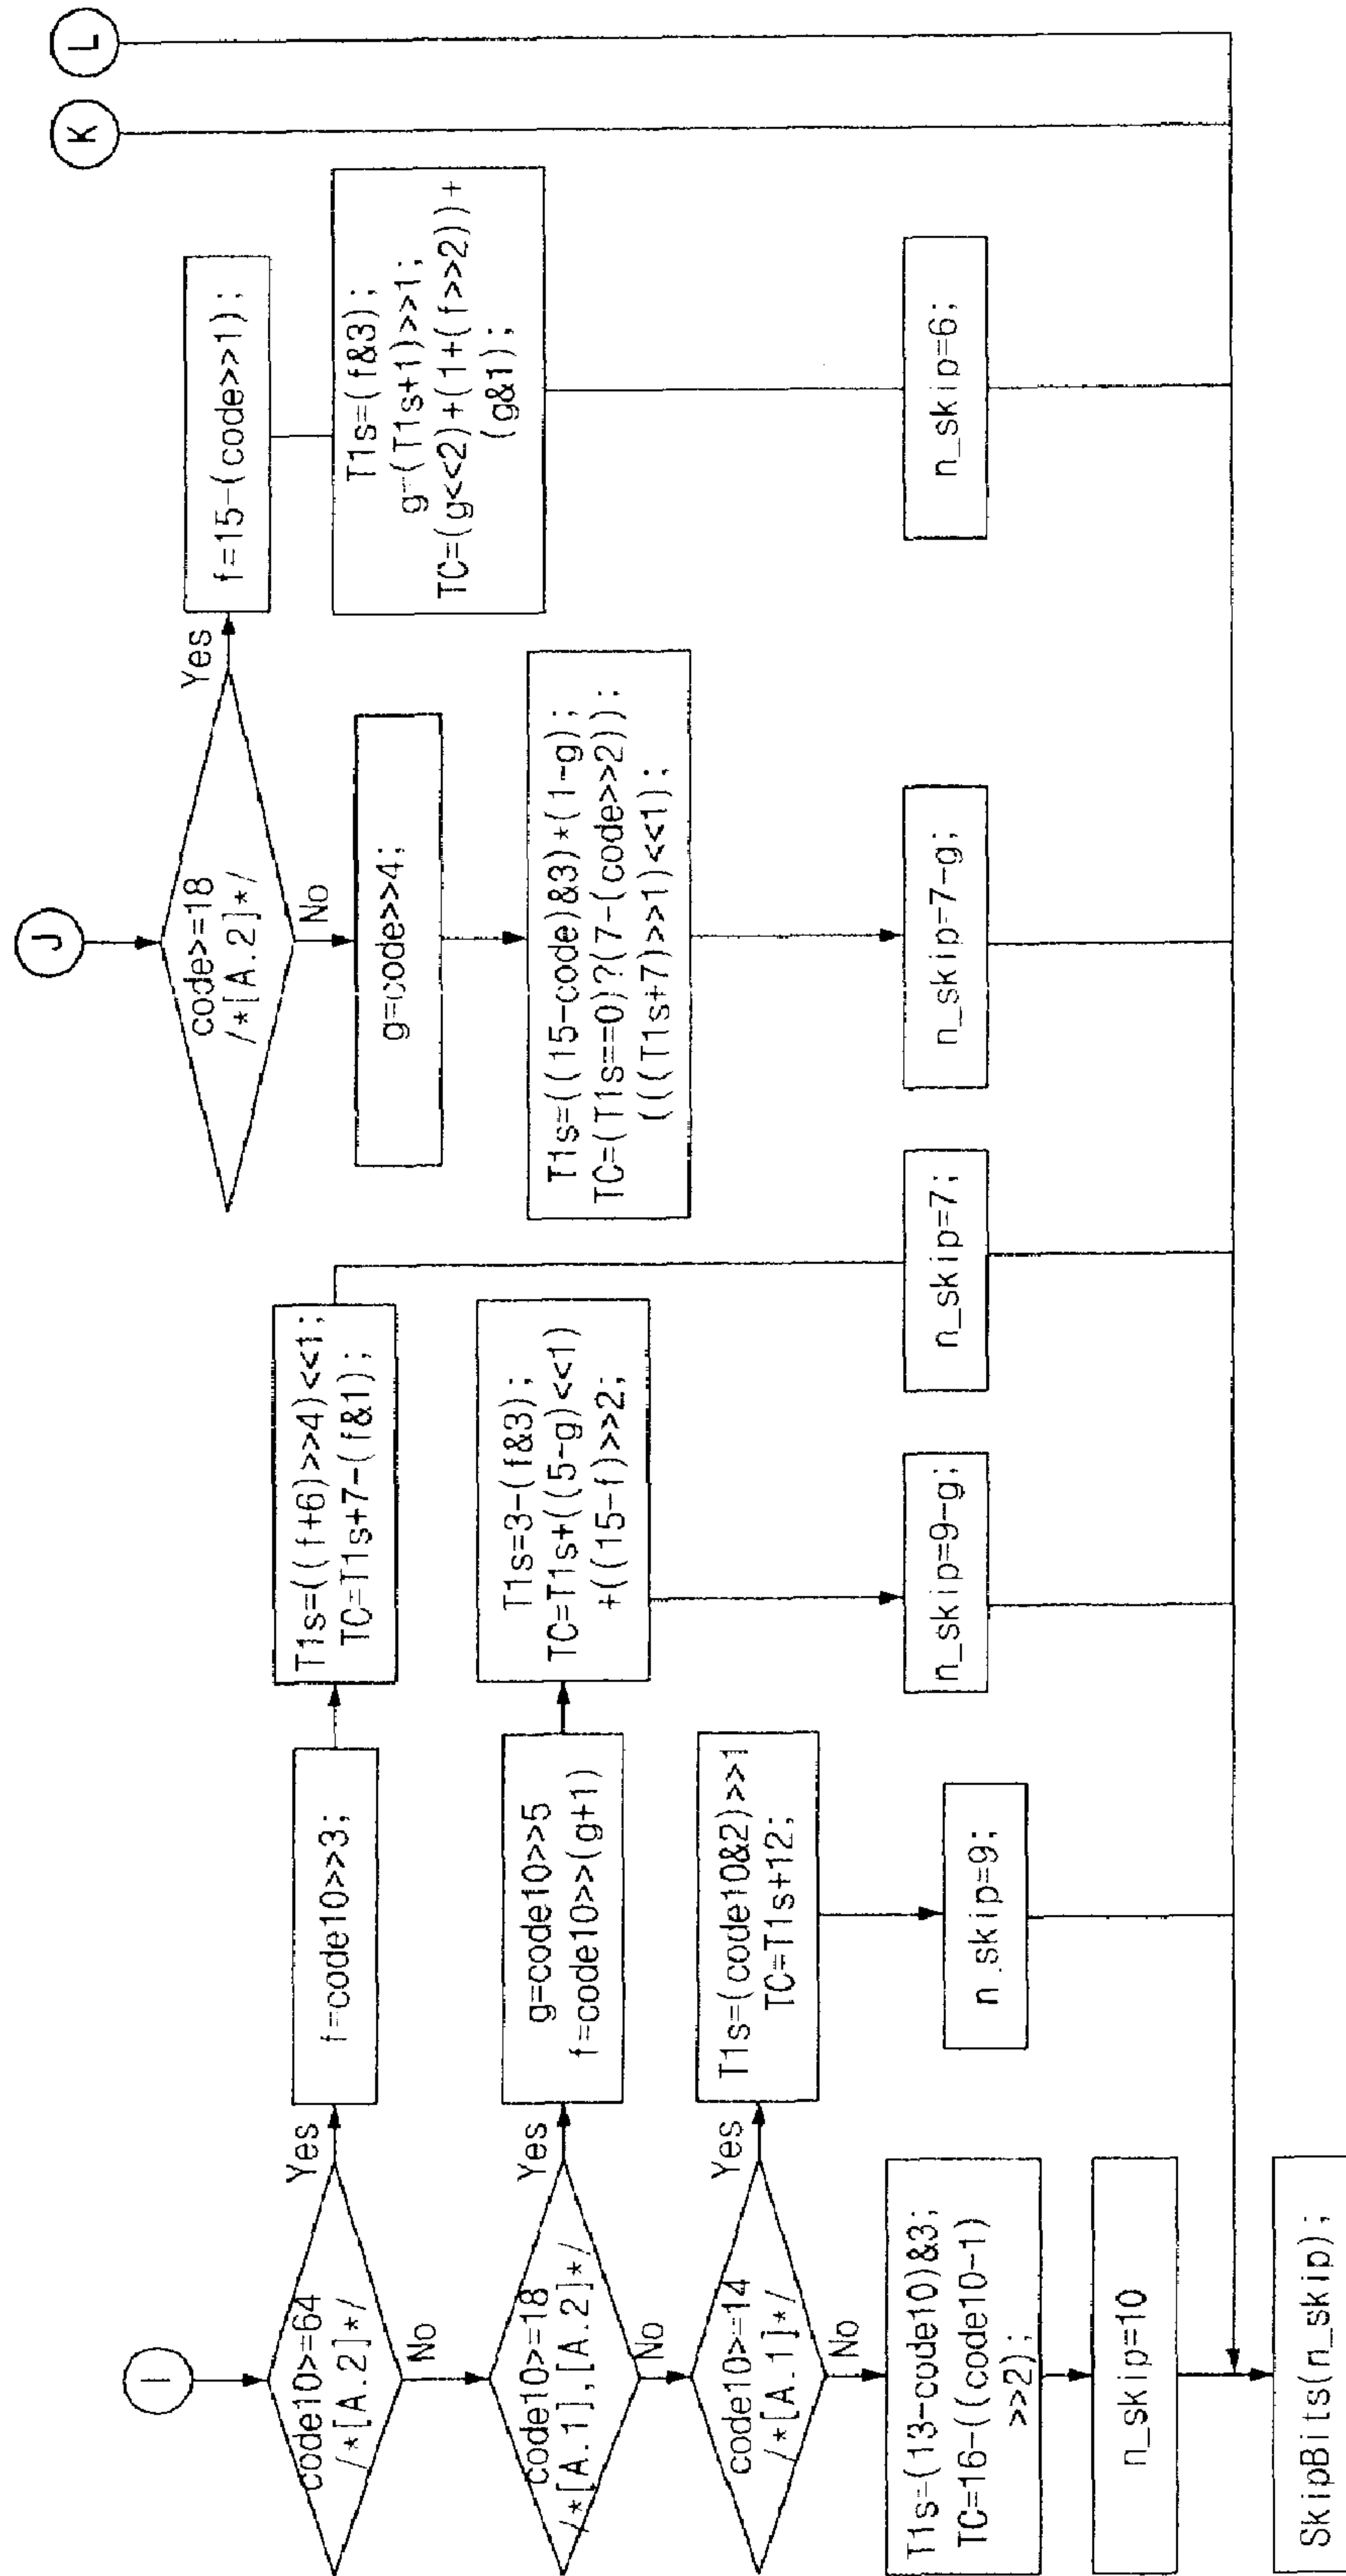 I
code10>=64
/*[A.2]*/
Yes
No
f=code10>>3;
T1s=((f+6)>>4)<<1;
TC=T1s+7-(f&1);
n_skip=7;
code10>=18
/*[A.1],[A.2]*/
Yes
No
g=code10>>5
f=code10>>(g+1)
T1s=3-(f&3);
TC=T1s+((5-g)<<1)
+((15-f)>>2;
n_skip=9-g;
code10>=14
/*[A.1]*/
Yes
No
T1s=(code10&2)>>1
TC=T1s+12;
n_skip=9;
T1s=(13-code10)&3;
TC=16-((code10-1)
>>2);
n_skip=10
SkipBits(n_skip);
J
code>=18
/*[A.2]*/
Yes
No
f=15-(code>>1);
T1s=(f&3);
g=(T1s+1)>>1;
TC=(g<<2)+(1+(f>>2))+
(g&1);
n_skip=6;
g=code>>4;
T1s=((15-code)&3)*(1-g);
TC=(T1s==0)?(7-(code>>2)):
(((T1s+7)>>1)<<1);
n_skip=7-g;
K
L